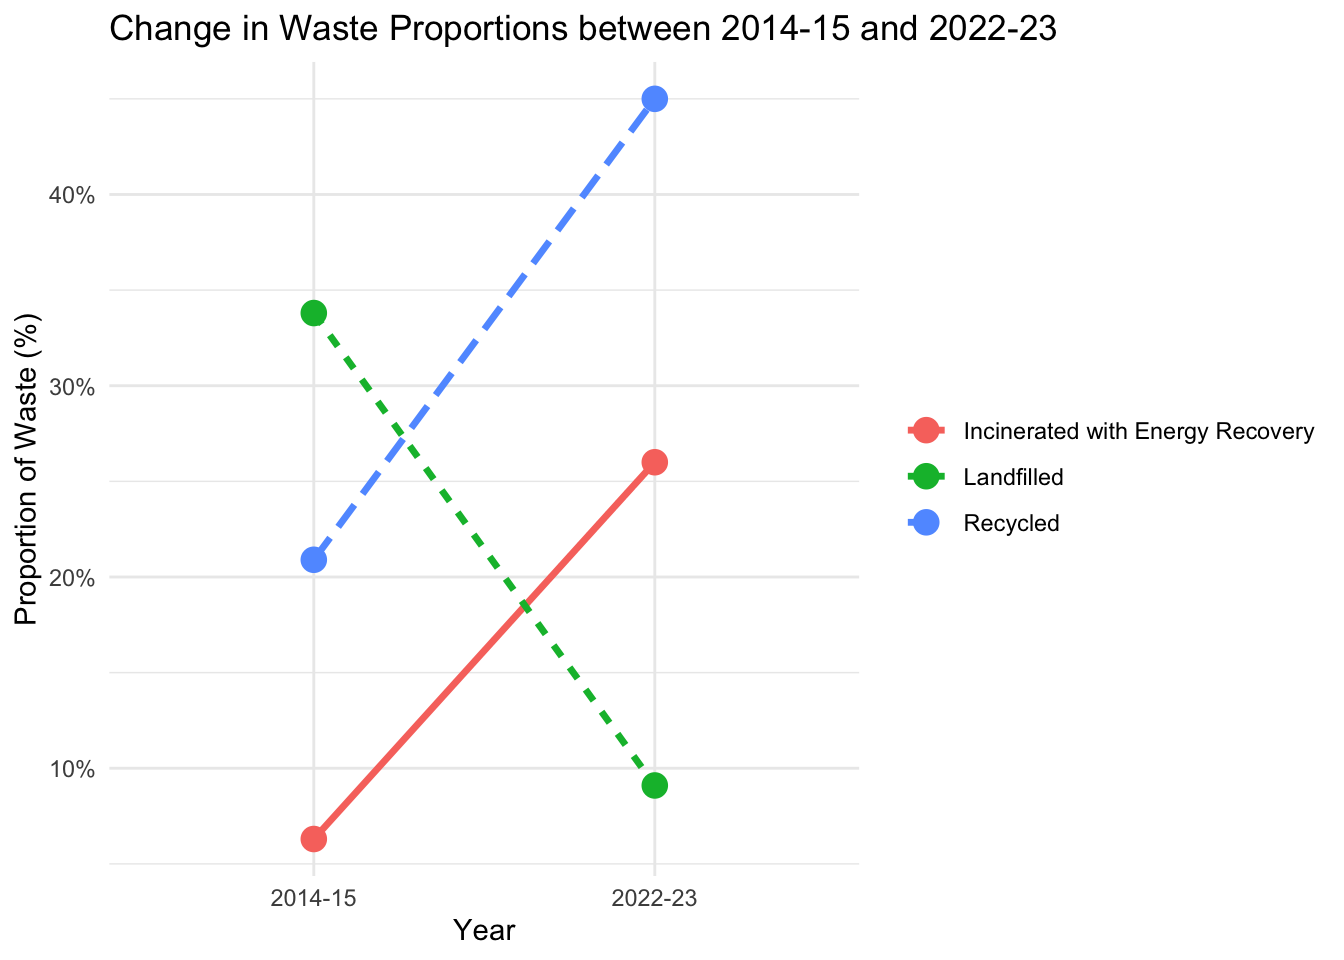 Change in Waste Proportions between 2014-15 and 2022-23
Proportion of Waste (%)
40%
30%
20%
10%
2014-15
2022-23
Year
Incinerated with Energy Recovery
Landfilled
Recycled